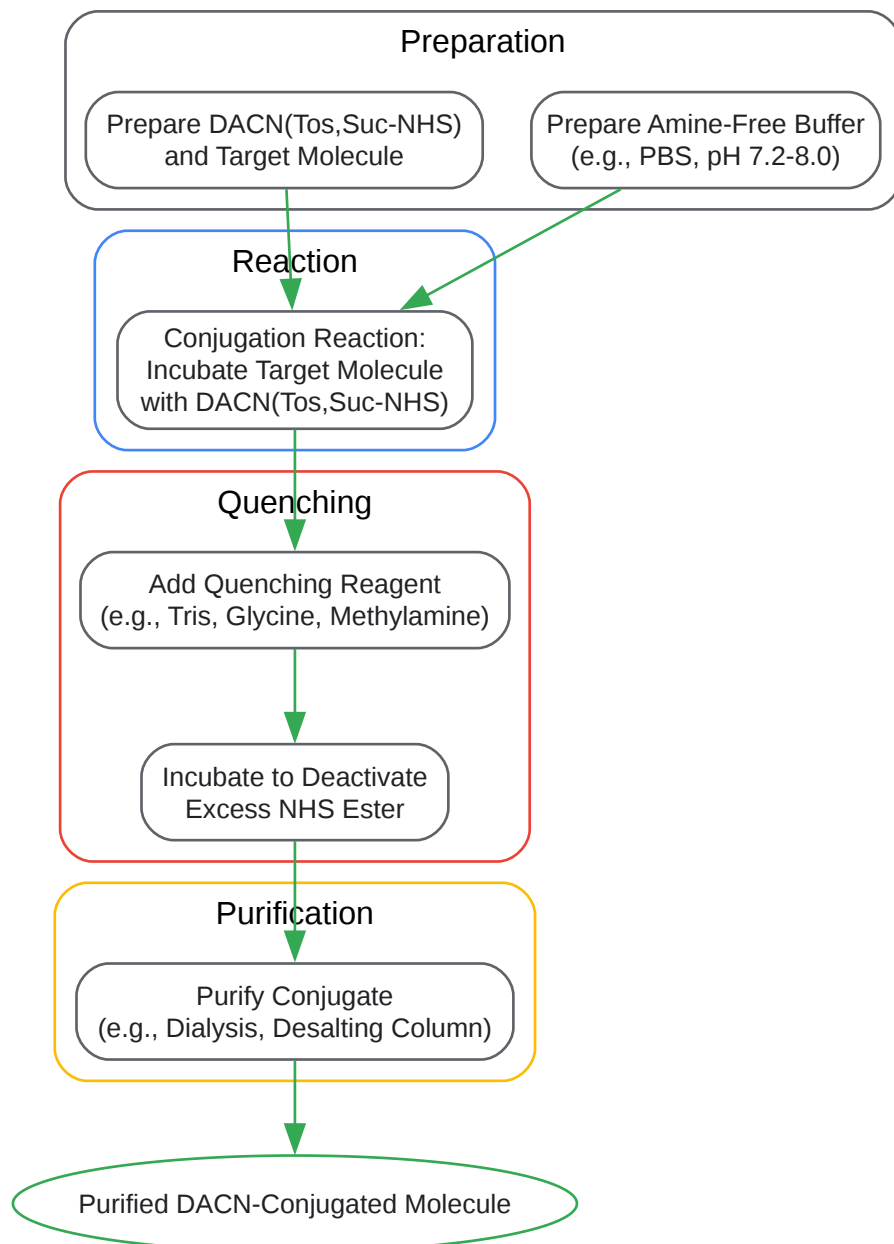 Preparation
Prepare DACN(Tos,Suc-NHS)
and Target Molecule
Prepare Amine-Free Buffer
(e.g., PBS, pH 7.2-8.0)
Reaction
Conjugation Reaction:
Incubate Target Molecule
with DACN(Tos,Suc-NHS)
Quenching
Add Quenching Reagent
(e.g., Tris, Glycine, Methylamine)
Incubate to Deactivate
Excess NHS Ester
Purification
Purify Conjugate
(e.g., Dialysis, Desalting Column)
Purified DACN-Conjugated Molecule